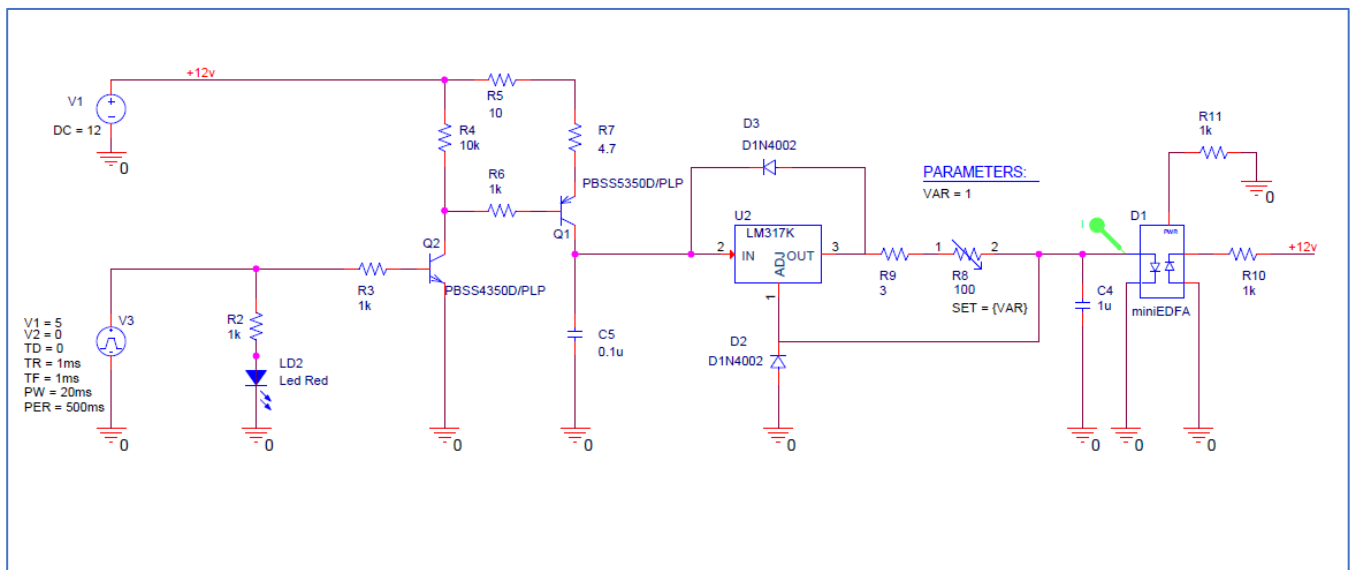 +12v
V1
DC = 12
0
R5
10
R4
10k
R7
4.7
R6
1k
PBSS5350D/PLP
Q1
Q2
PBSS4350D/PLP
R3
1k
R2
1k
LD2
Led Red
0
V1 = 5
V2 = 0
TD = 0
TR = 1ms
TF = 1ms
PW = 20ms
PER = 500ms
V3
0
0
C5
0.1u
0
D3
D1N4002
U2
LM317K
2
IN
ADJ
OUT
3
1
D2
D1N4002
0
R9
3
1
2
R8
100
SET = {VAR}
PARAMETERS:
VAR = 1
I
C4
1u
0
D1
PWR
miniEDFA
0
0
R11
1k
0
R10
1k
+12v